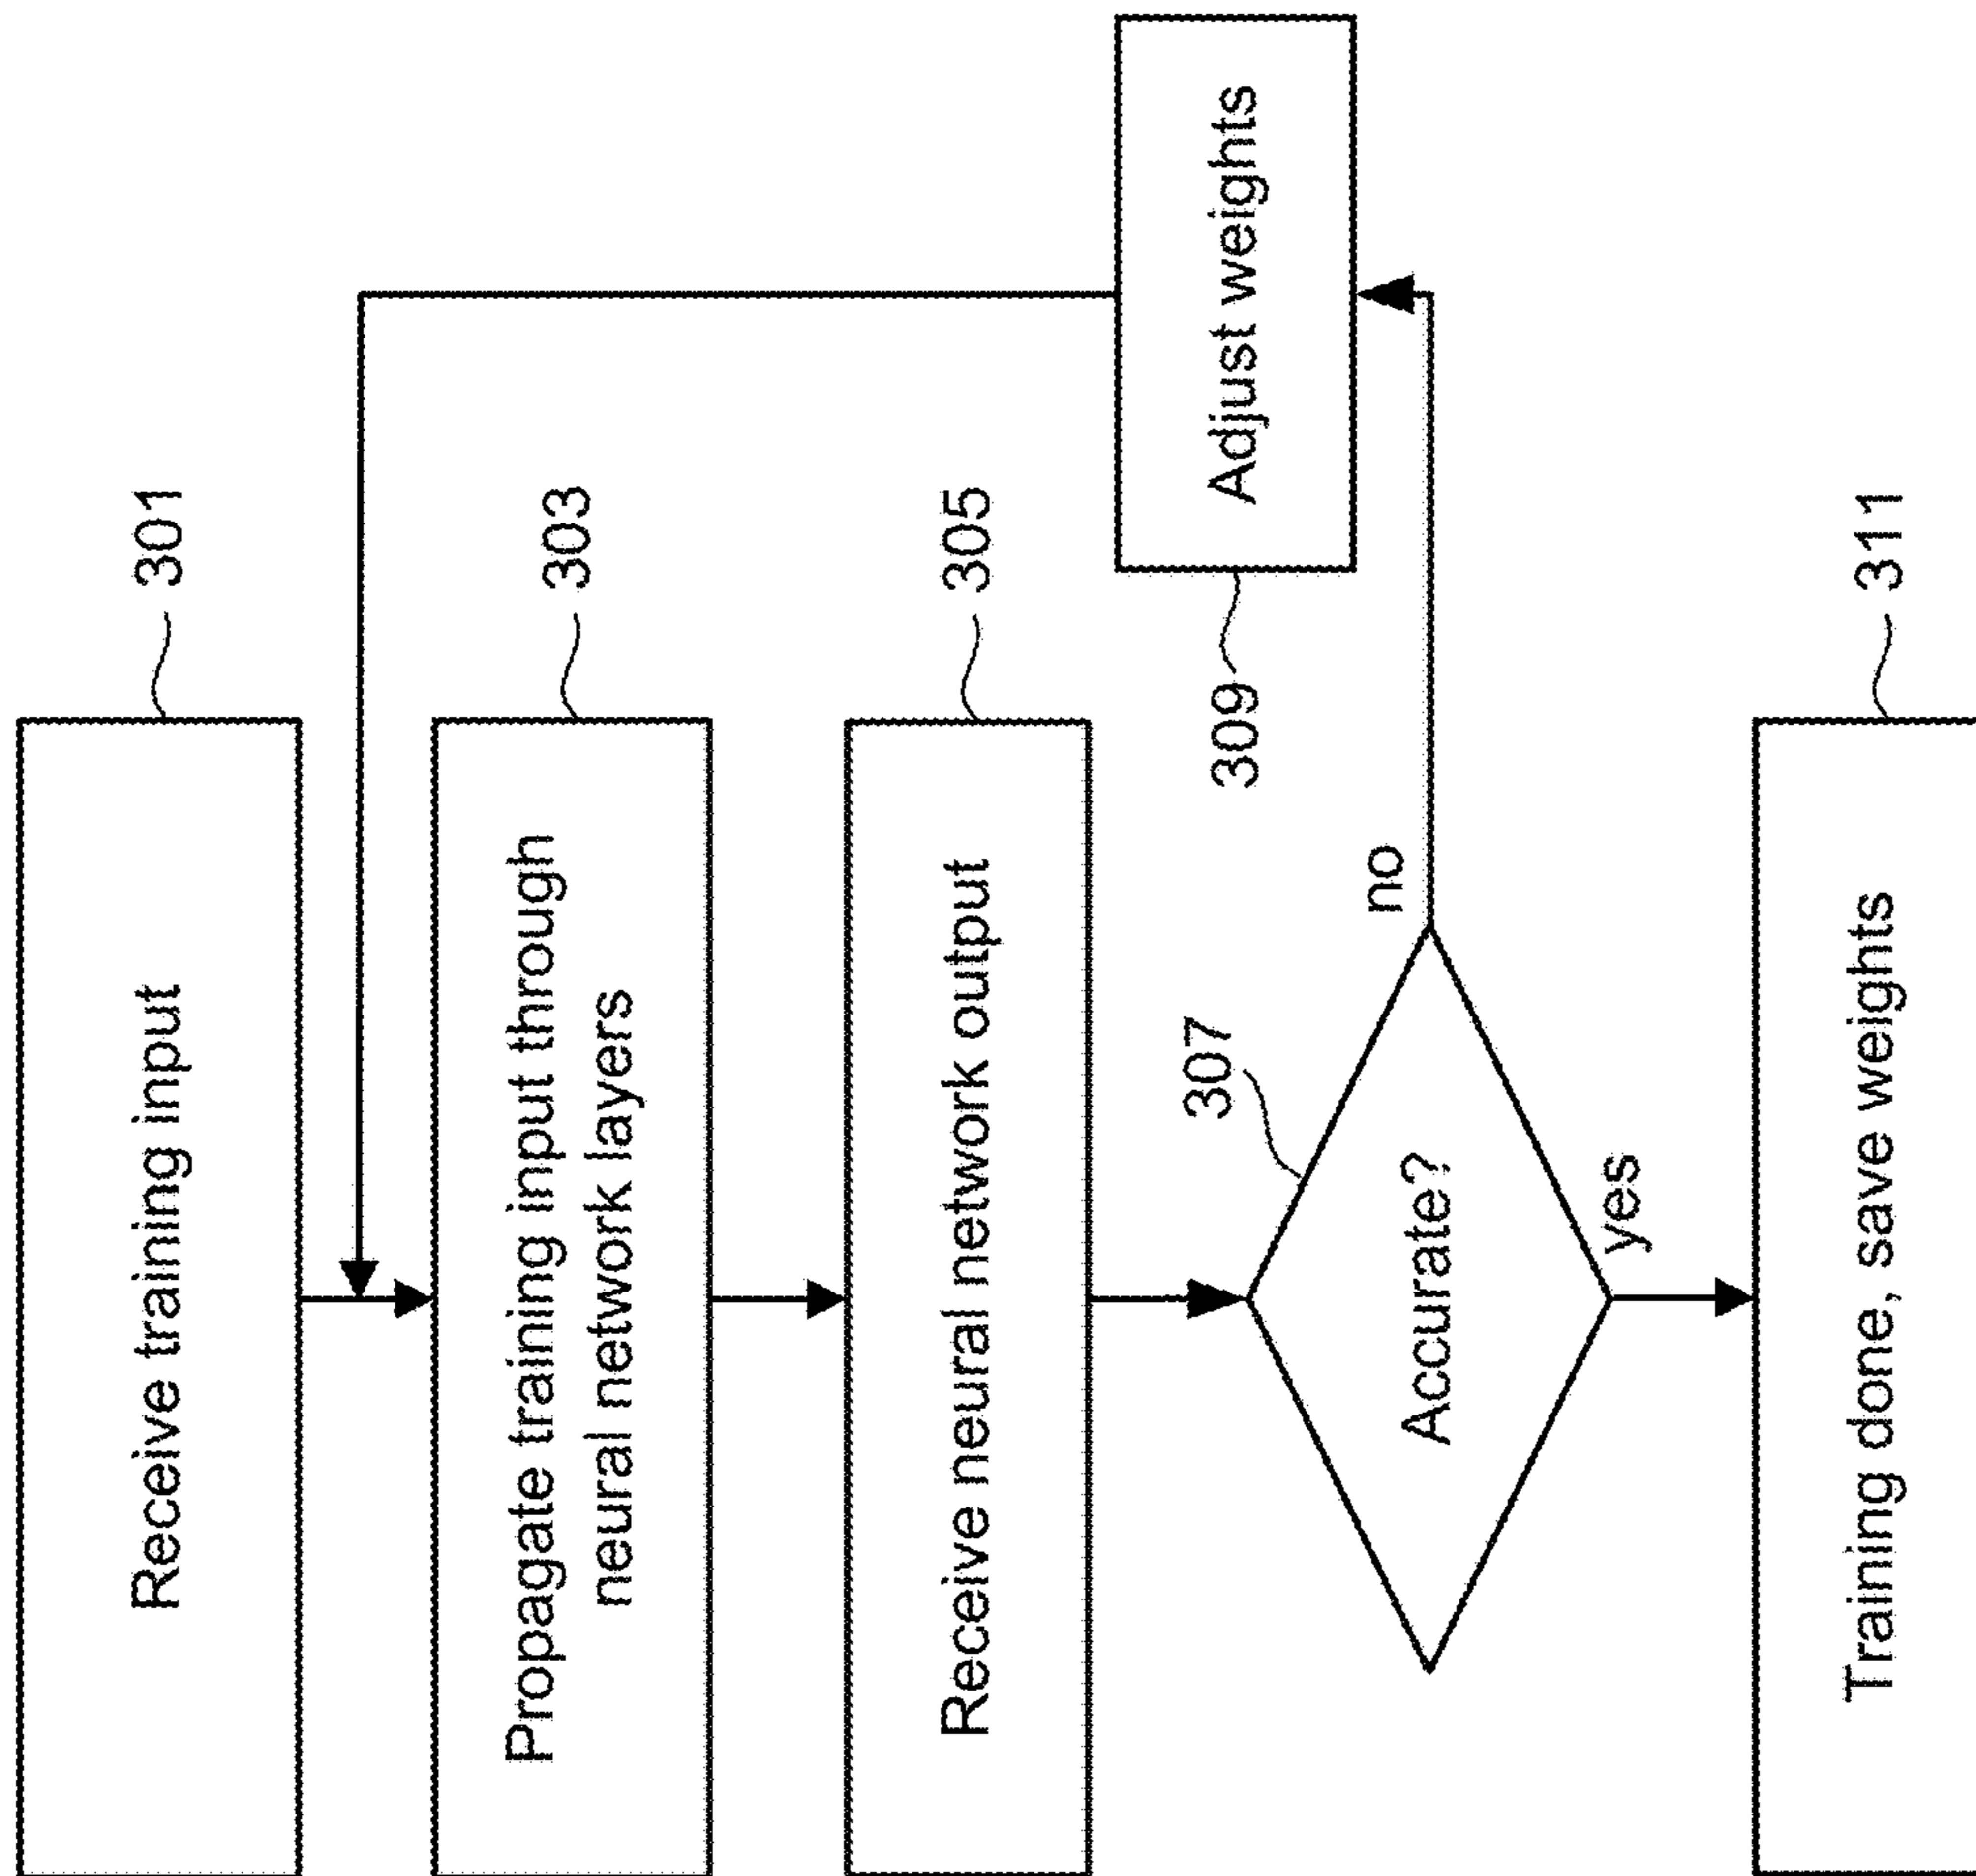 Receive training input
301
Propagate training input through
neural network layers
303
Receive neural network output
305
Accurate?
307
no
yes
Adjust weights
309
Training done, save weights
311